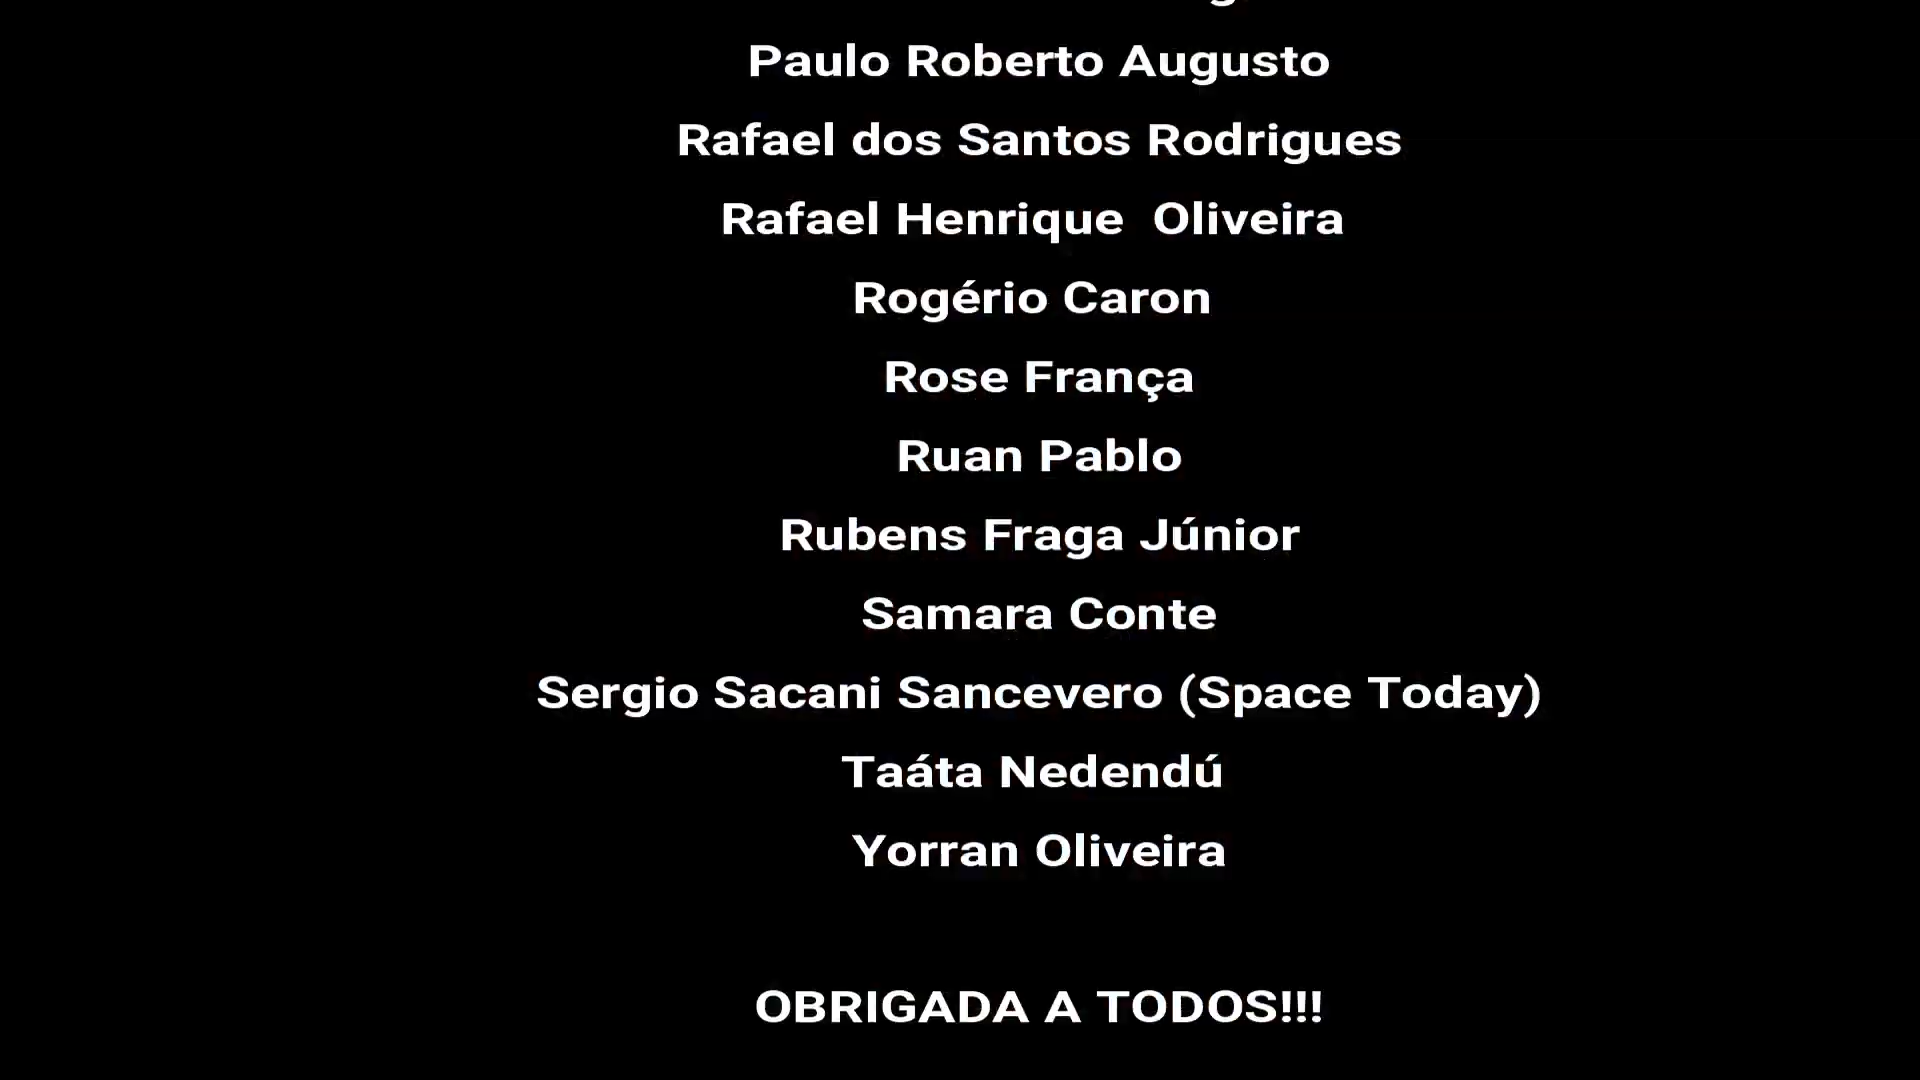 Paulo Roberto Augusto
Rafael dos Santos Rodrigues
Rafael Henrique  Oliveira
Rogério Caron
Rose França
Ruan Pablo
Rubens Fraga Júnior
Samara Conte
Sergio Sacani Sancevero (Space Today)
Taáta Nedendú
Yorran Oliveira
OBRIGADA A TODOS!!!